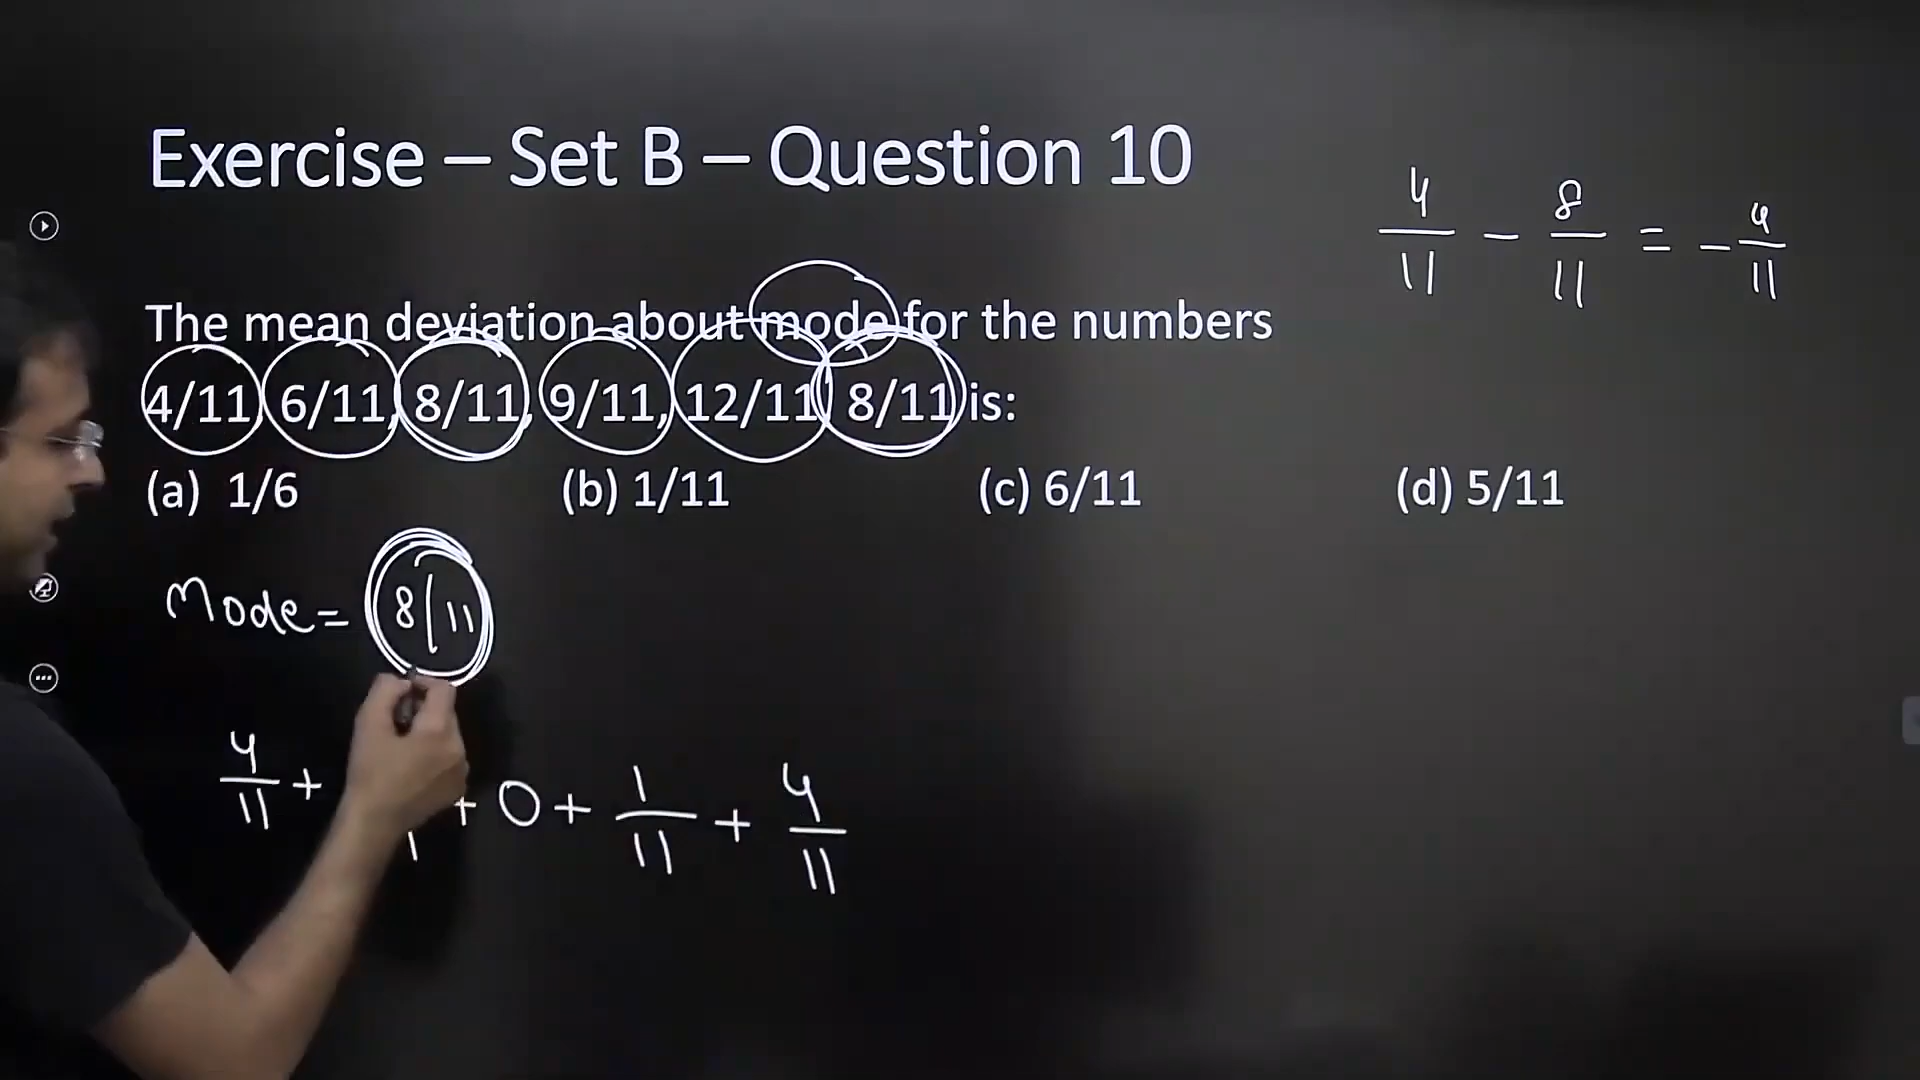 Exercise – Set B – Question 10
4/11 - 8/11 = -4/11
The mean deviation about mode for the numbers
4/11, 6/11, 8/11, 9/11, 12/11, 8/11 is:
(a) 1/6 (b) 1/11 (c) 6/11 (d) 5/11
Mode = 8/11
4/11 + + 0 + 1/11 + 4/11